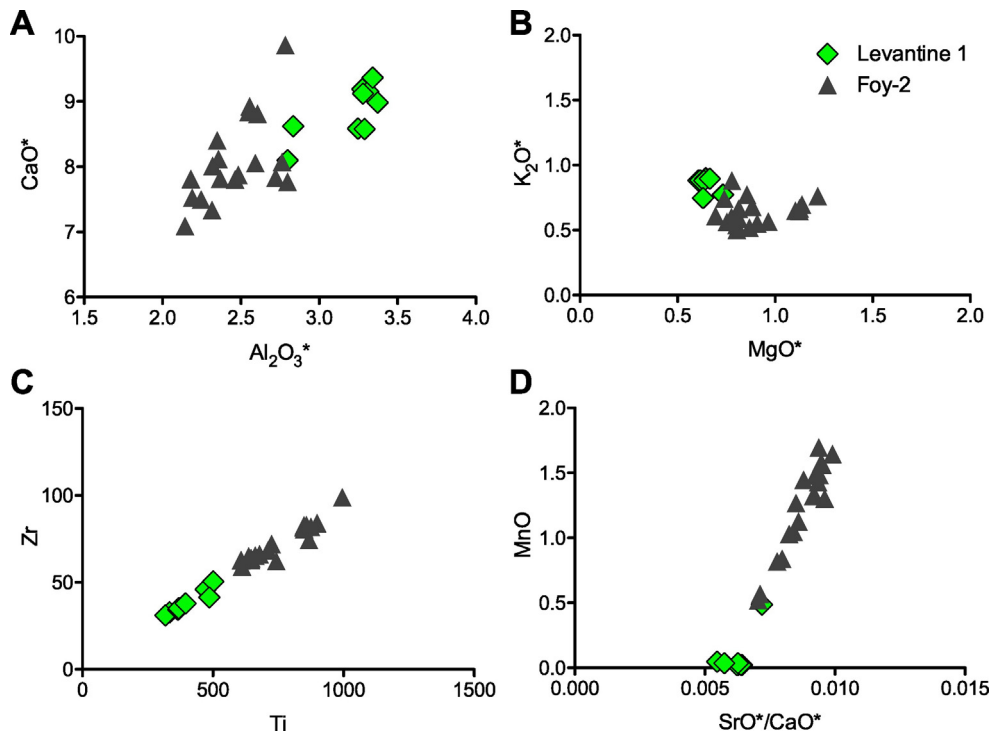 A
10
9
8
7
6
1.5
2.0
2.5
3.0
3.5
4.0
CaO*
Al₂O₃*
B
2.0
1.5
1.0
0.5
0.0
0.0
0.5
1.0
1.5
2.0
K₂O*
MgO*
Levantine 1
Foy-2
C
150
100
50
0
0
500
1000
1500
Zr
Ti
D
2.0
1.5
1.0
0.5
0.0
0.000
0.005
0.010
0.015
MnO
SrO*/CaO*